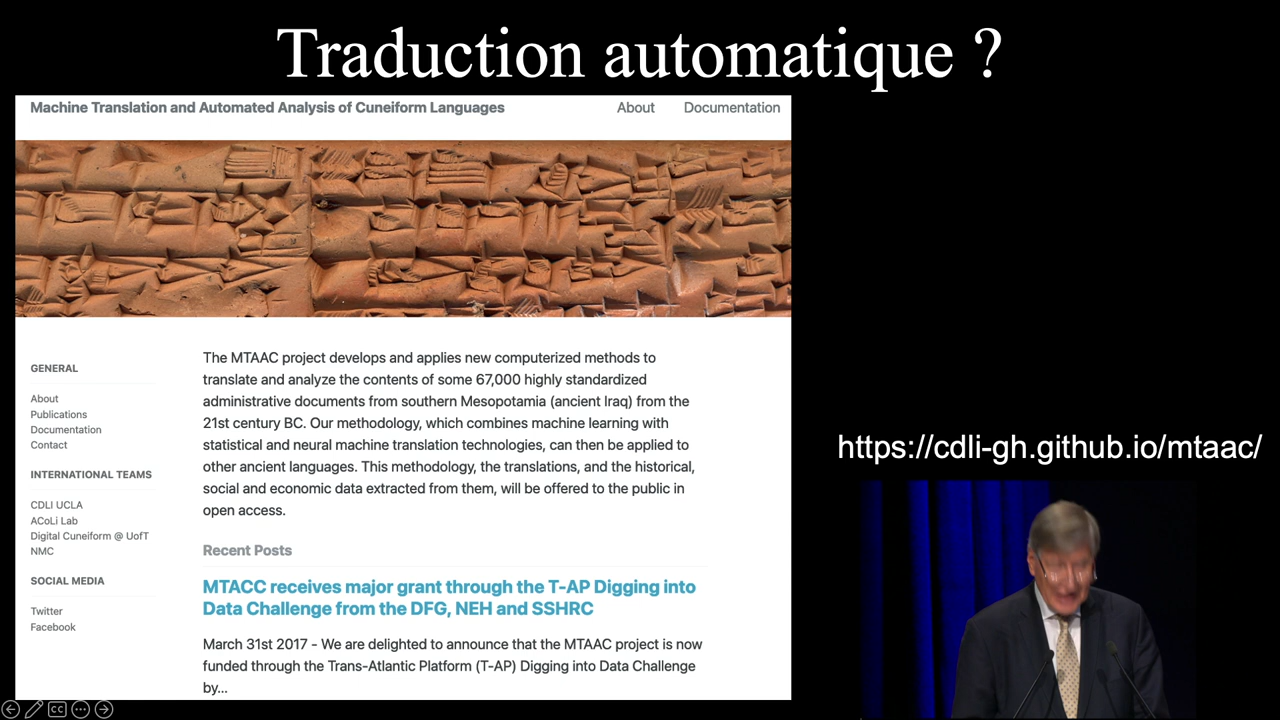 Traduction automatique ?
Machine Translation and Automated Analysis of Cuneiform Languages
About
Documentation
GENERAL
About
Publications
Documentation
Contact
INTERNATIONAL TEAMS
CDLI UCLA
ACoLi Lab
Digital Cuneiform @ UofT
NMC
SOCIAL MEDIA
Twitter
Facebook
The MTAAC project develops and applies new computerized methods to
translate and analyze the contents of some 67,000 highly standardized
administrative documents from southern Mesopotamia (ancient Iraq) from the
21st century BC. Our methodology, which combines machine learning with
statistical and neural machine translation technologies, can then be applied to
other ancient languages. This methodology, the translations, and the historical,
social and economic data extracted from them, will be offered to the public in
open access.
Recent Posts
MTACC receives major grant through the T-AP Digging into
Data Challenge from the DFG, NEH and SSHRC
March 31st 2017 - We are delighted to announce that the MTAAC project is now
funded through the Trans-Atlantic Platform (T-AP) Digging into Data Challenge
by...
https://cdli-gh.github.io/mtaac/
CC